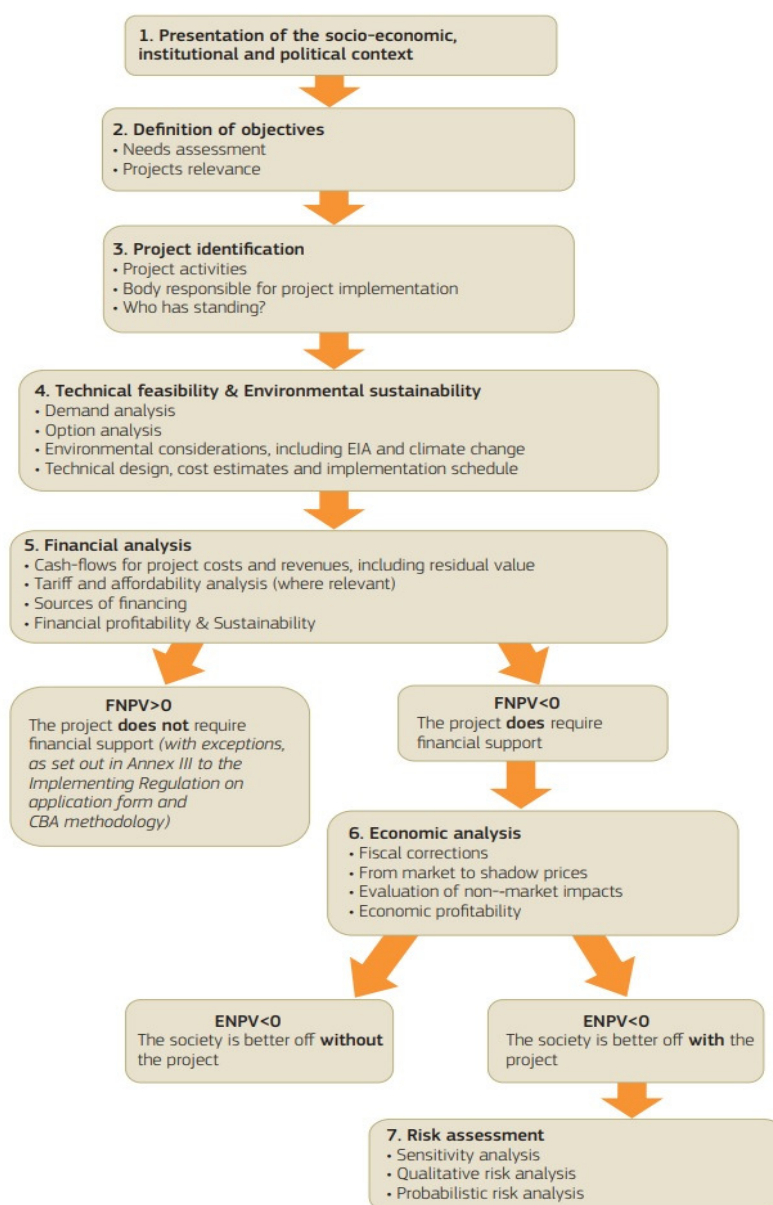 1. Presentation of the socio-economic,
institutional and political context
2. Definition of objectives
• Needs assessment
• Projects relevance
3. Project identification
• Project activities
• Body responsible for project implementation
• Who has standing?
4. Technical feasibility & Environmental sustainability
• Demand analysis
• Option analysis
• Environmental considerations, including EIA and climate change
• Technical design, cost estimates and implementation schedule
5. Financial analysis
• Cash-flows for project costs and revenues, including residual value
• Tariff and affordability analysis (where relevant)
• Sources of financing
• Financial profitability & Sustainability
FNPV>0
The project does not require
financial support (with exceptions,
as set out in Annex III to the
Implementing Regulation on
application form and
CBA methodology)
FNPV<0
The project does require
financial support
6. Economic analysis
• Fiscal corrections
• From market to shadow prices
• Evaluation of non--market impacts
• Economic profitability
ENPV<0
The society is better off without
the project
ENPV<0
The society is better off with the
project
7. Risk assessment
• Sensitivity analysis
• Qualitative risk analysis
• Probabilistic risk analysis